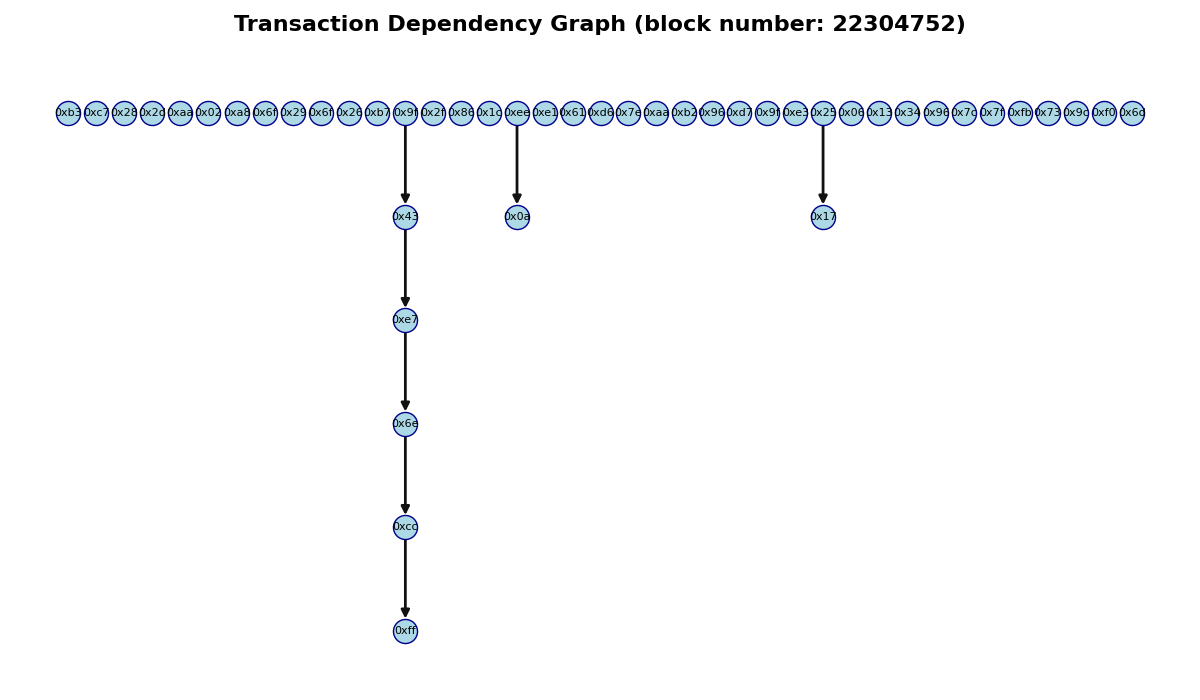 Transaction Dependency Graph (block number: 22304752)
0xb3 0xc7 0x28 0x2d 0xaa 0x02 0xa8 0x6f 0x29 0x6f 0x26 0xb7 0x9f 0x2f 0x86 0x1c 0xee 0xe1 0x61 0xd6 0x7e 0xaa 0xb2 0x96 0xd7 0x9f 0xe3 0x25 0x06 0x13 0x34 0x96 0x7c 0x7f 0xfb 0x73 0x9c 0xf0 0x6d
0x43 0x0a 0x17
0xe7
0x6e
0xcc
0xff